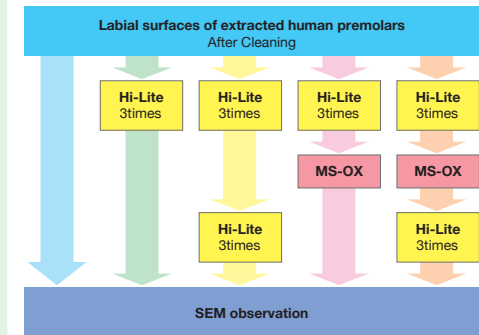 Labial surfaces of extracted human premolars
After Cleaning
Hi-Lite
3times
Hi-Lite
3times
Hi-Lite
3times
Hi-Lite
3times
MS-OX
MS-OX
Hi-Lite
3times
Hi-Lite
3times
SEM observation